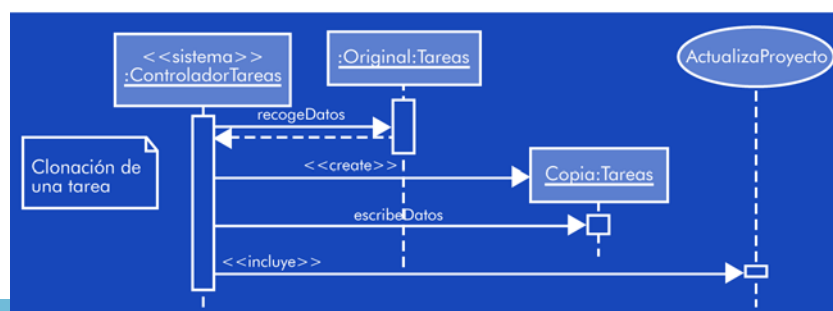 <<sistema>>
:ControladorTareas
:Original:Tareas
ActualizaProyecto
recogeDatos
Clonación de
una tarea
<<create>>
Copia:Tareas
escribeDatos
<<incluye>>